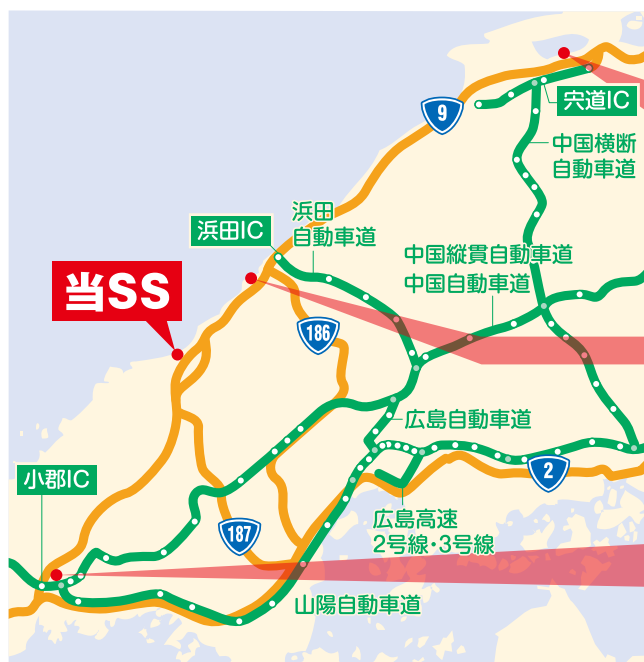 宍道IC
9
中国横断
自動車道
浜田
自動車道
浜田IC
中国縦貫自動車道
中国自動車道
当SS
186
広島自動車道
小郡IC
2
187
広島高速
2号線・3号線
山陽自動車道